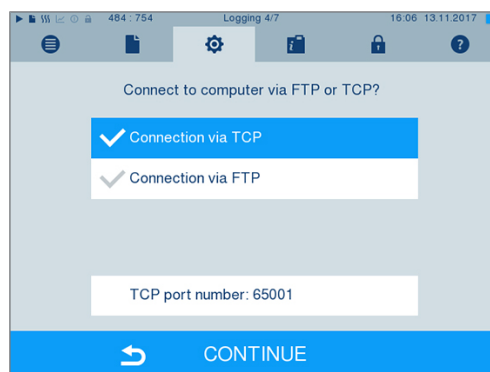 484 : 754 Logging 4/7 16:06 13.11.2017
Connect to computer via FTP or TCP?
Connection via TCP
Connection via FTP
TCP port number: 65001
CONTINUE